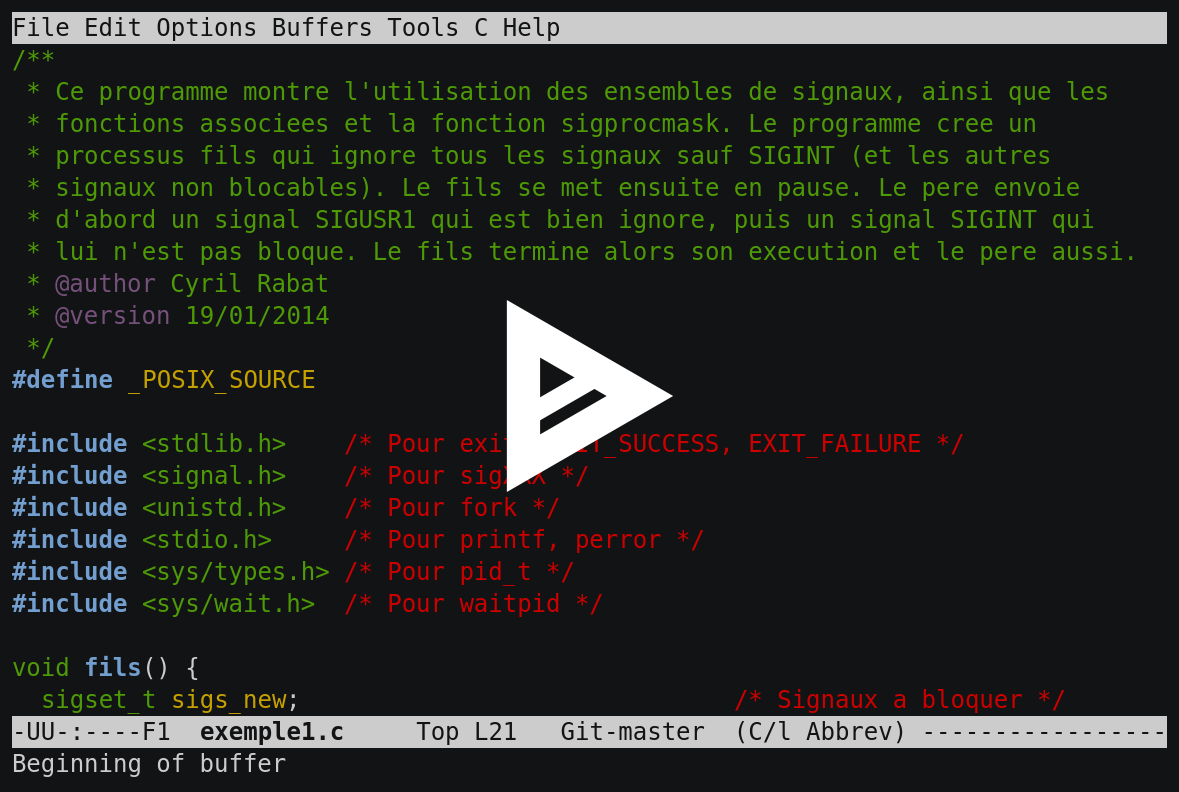 File Edit Options Buffers Tools C Help
/**
 * Ce programme montre l'utilisation des ensembles de signaux, ainsi que les
 * fonctions associees et la fonction sigprocmask. Le programme cree un
 * processus fils qui ignore tous les signaux sauf SIGINT (et les autres
 * signaux non blocables). Le fils se met ensuite en pause. Le pere envoie
 * d'abord un signal SIGUSR1 qui est bien ignore, puis un signal SIGINT qui
 * lui n'est pas bloque. Le fils termine alors son execution et le pere aussi.
 * @author Cyril Rabat
 * @version 19/01/2014
 */
#define _POSIX_SOURCE
#include <stdlib.h>    /* Pour exit, _SUCCESS, EXIT_FAILURE */
#include <signal.h>    /* Pour */
#include <unistd.h>    /* Pour fork */
#include <stdio.h>     /* Pour printf, perror */
#include <sys/types.h> /* Pour pid_t */
#include <sys/wait.h>  /* Pour waitpid */
void fils() {
  sigset_t sigs_new;                              /* Signaux a bloquer */
-UU-:----F1  exemple1.c     Top L21   Git-master  (C/l Abbrev) -----------------
Beginning of buffer